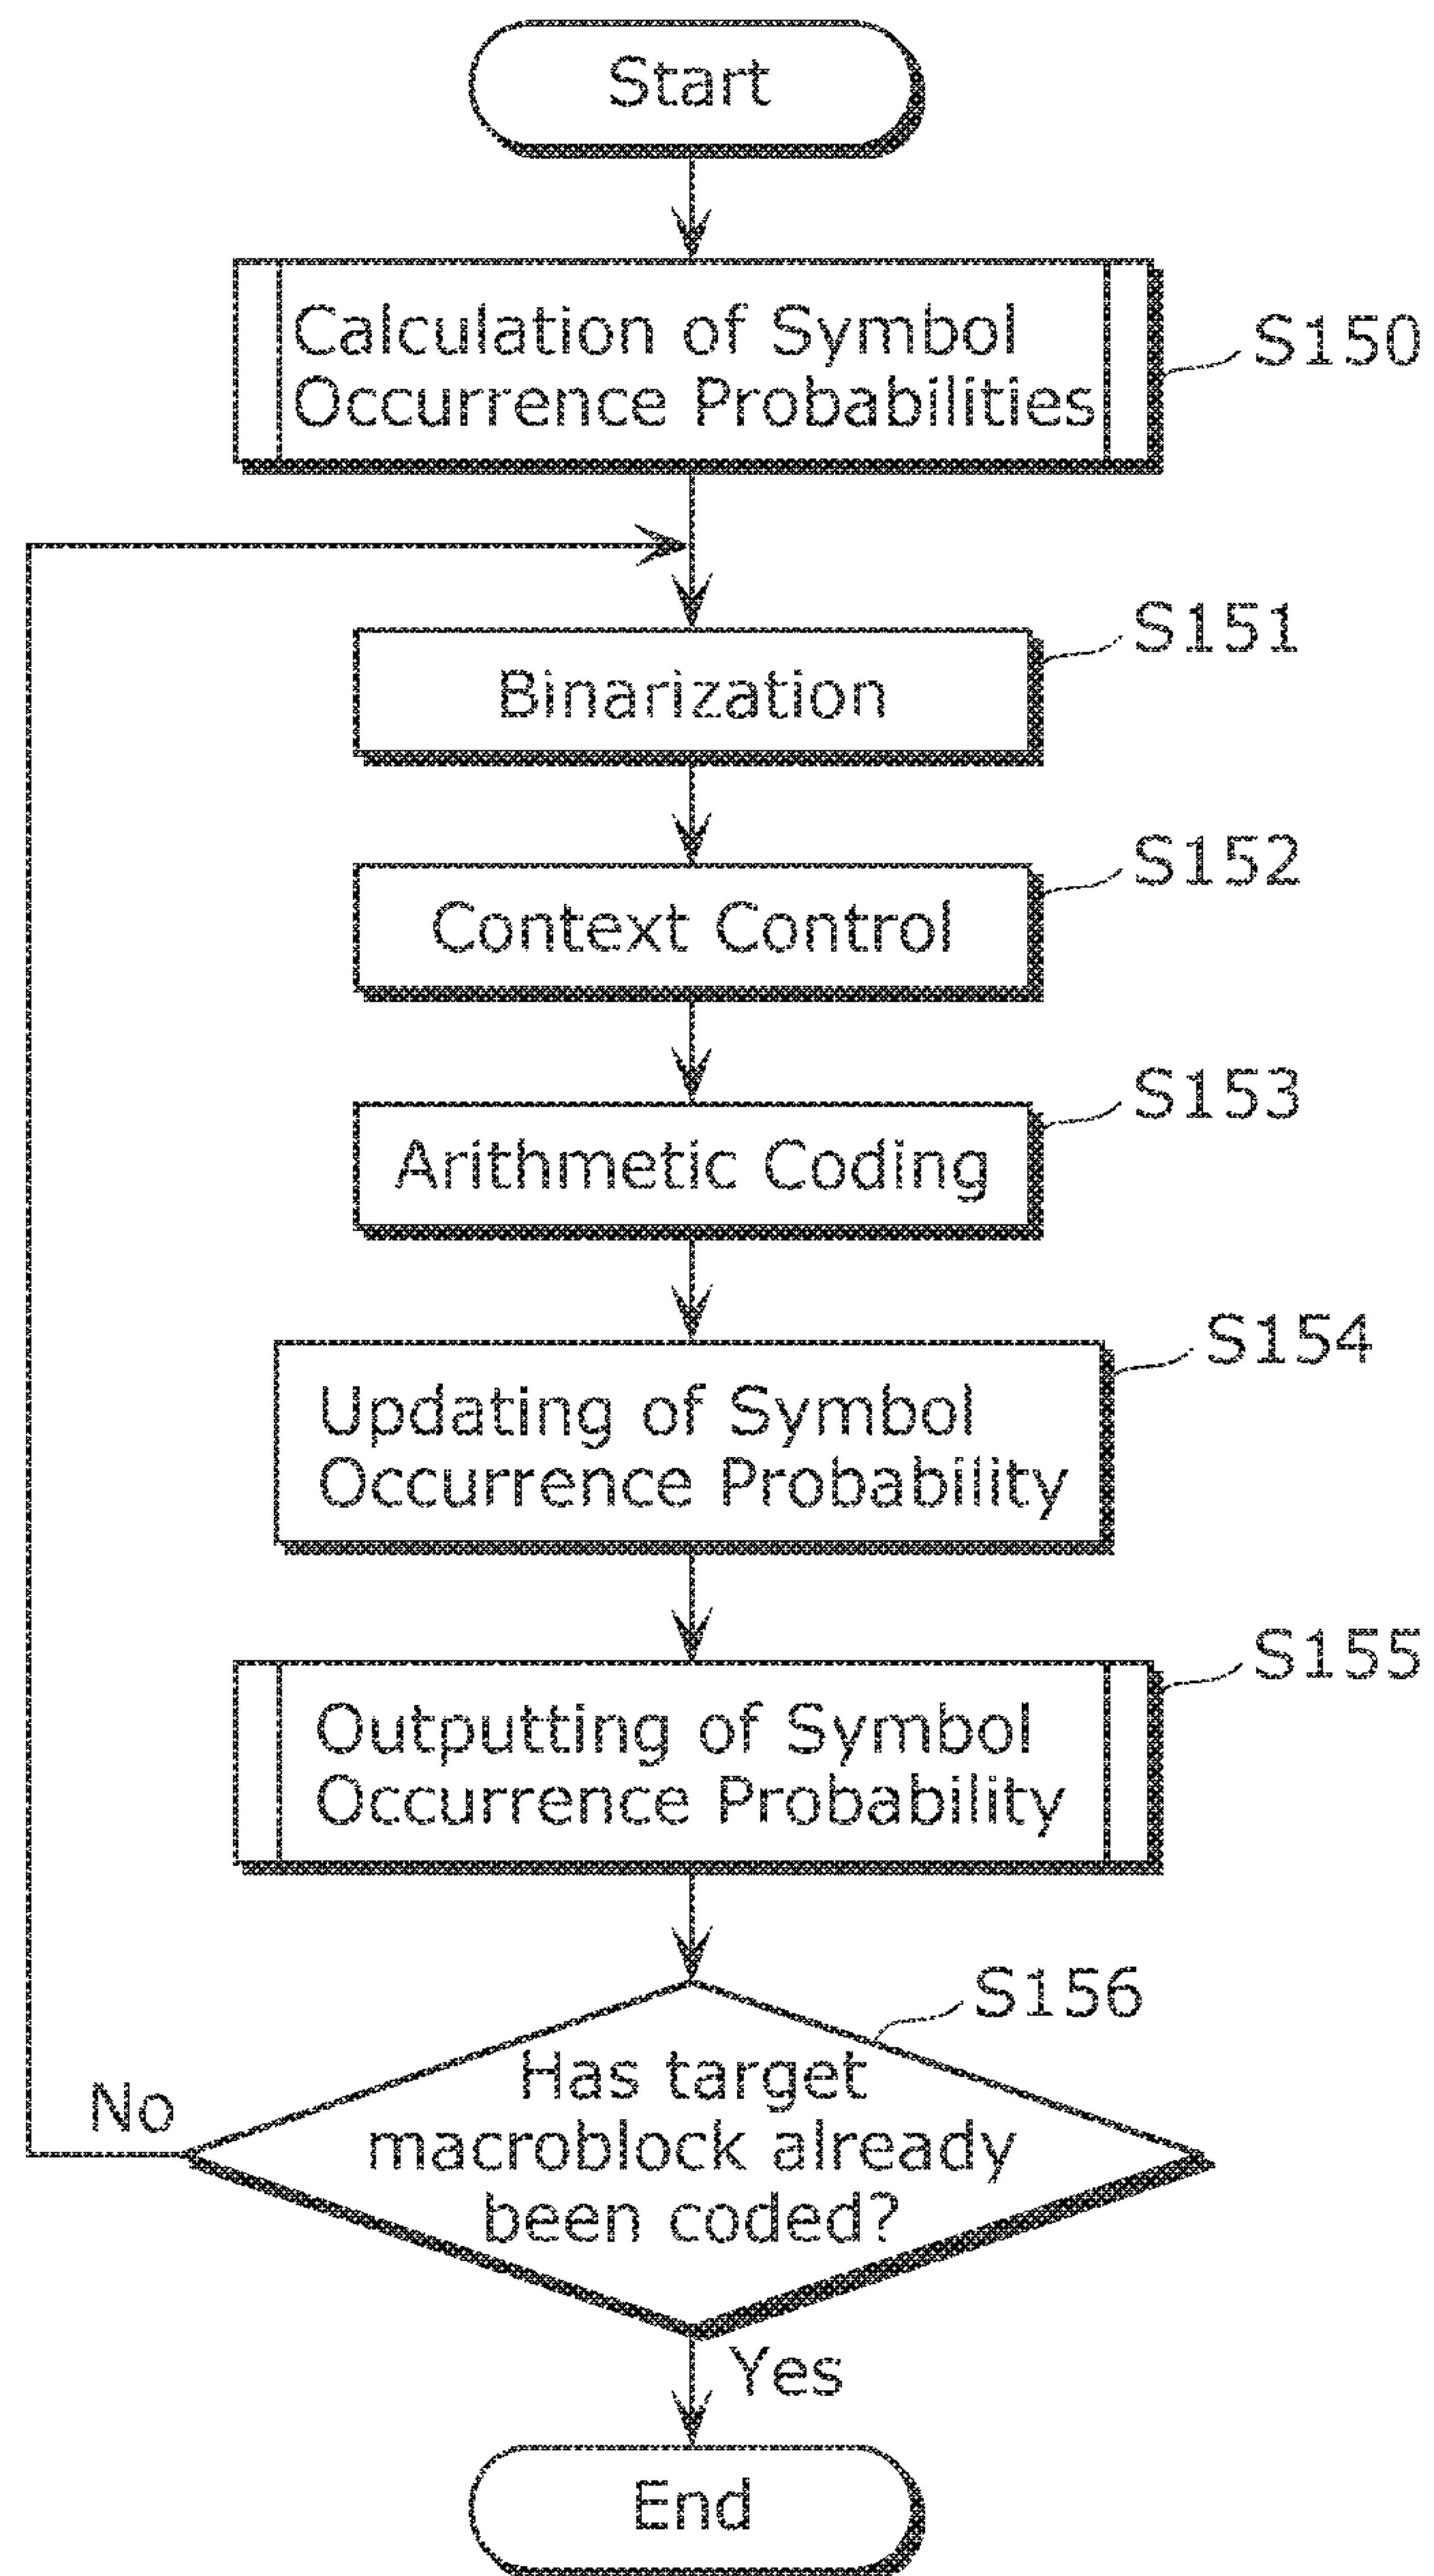 Start
Calculation of Symbol
Occurrence Probabilities
S150
S151
Binarization
S152
Context Control
S153
Arithmetic Coding
S154
Updating of Symbol
Occurrence Probability
S155
Outputting of Symbol
Occurrence Probability
S156
Has target
macroblock already
been coded?
No
Yes
End